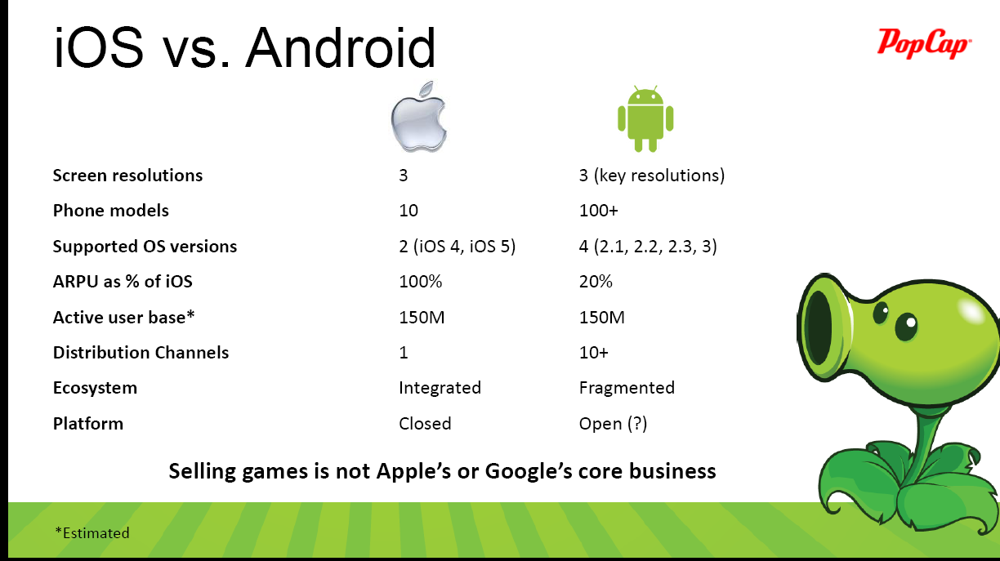 iOS vs. Android
PopCap
Screen resolutions 3 3 (key resolutions)
Phone models 10 100+
Supported OS versions 2 (iOS 4, iOS 5) 4 (2.1, 2.2, 2.3, 3)
ARPU as % of iOS 100% 20%
Active user base* 150M 150M
Distribution Channels 1 10+
Ecosystem Integrated Fragmented
Platform Closed Open (?)
Selling games is not Apple’s or Google’s core business
*Estimated